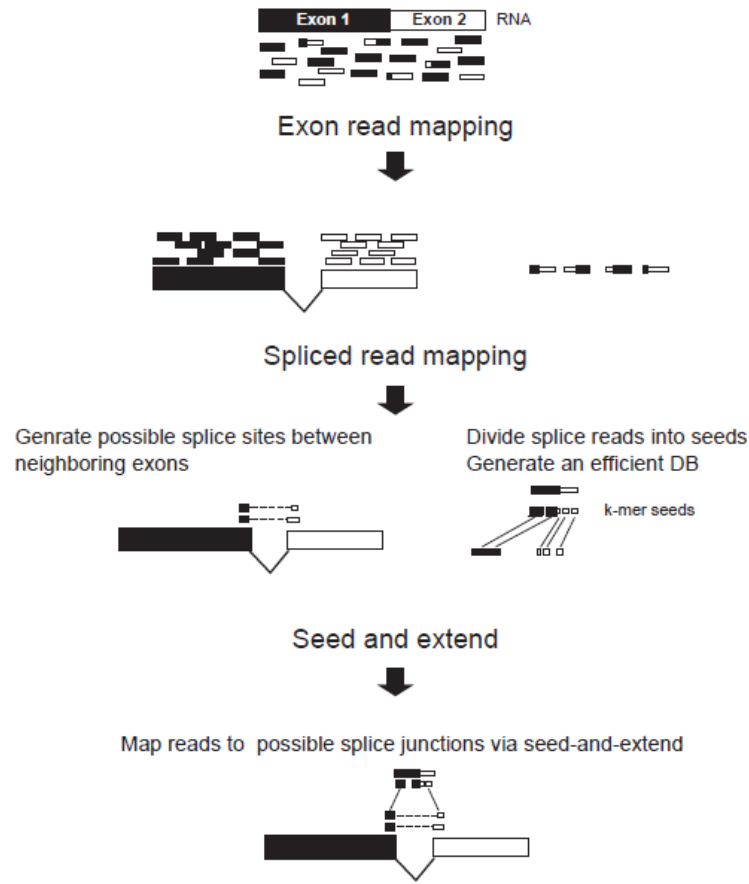 Exon 1 Exon 2 RNA
Exon read mapping
Spliced read mapping
Genrate possible splice sites between
neighboring exons
Divide splice reads into seeds
Generate an efficient DB
k-mer seeds
Seed and extend
Map reads to possible splice junctions via seed-and-extend